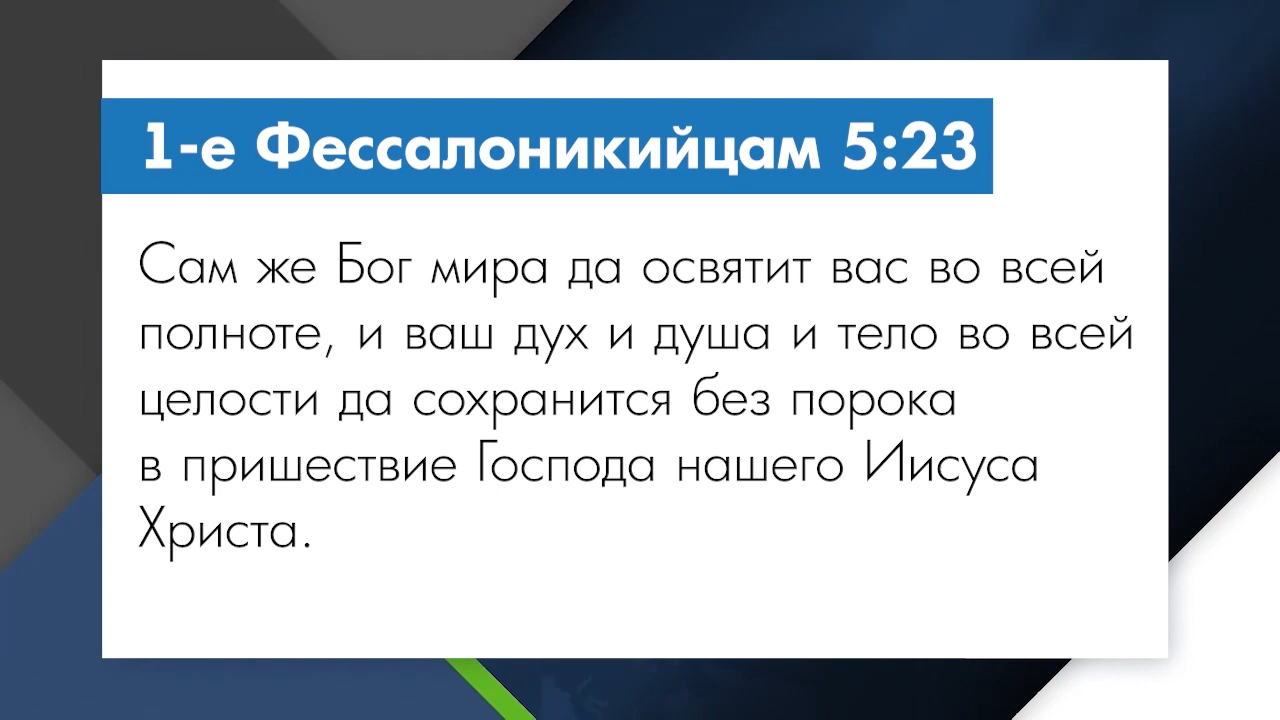 1-е Фессалоникийцам 5:23
Сам же Бог мира да освятит вас во всей
полноте, и ваш дух и душа и тело во всей
целости да сохранится без порока
в пришествие Господа нашего Иисуса
Христа.